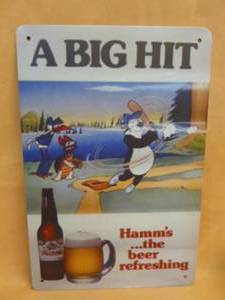 A BIG HIT
Hamm's
...the
beer
refreshing